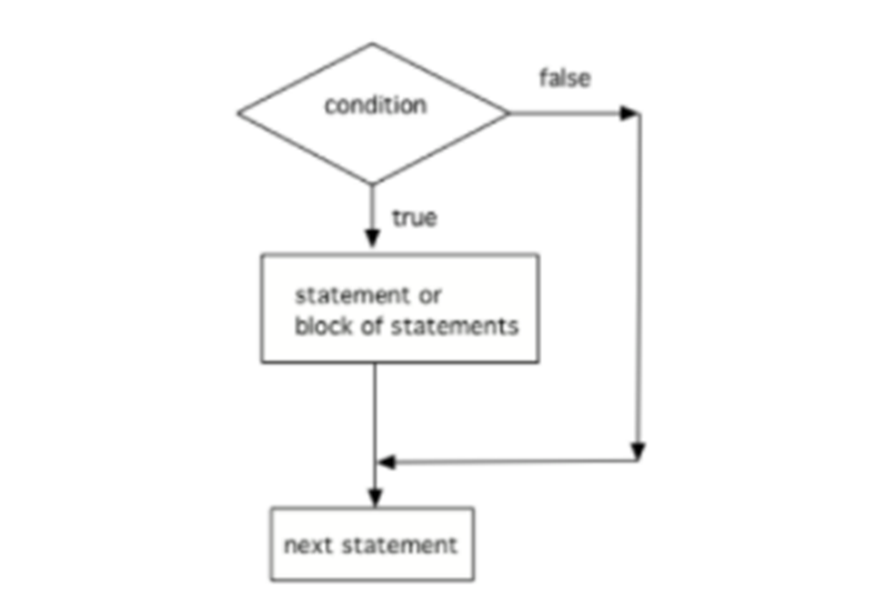 condition
false
true
statement or
block of statements
next statement